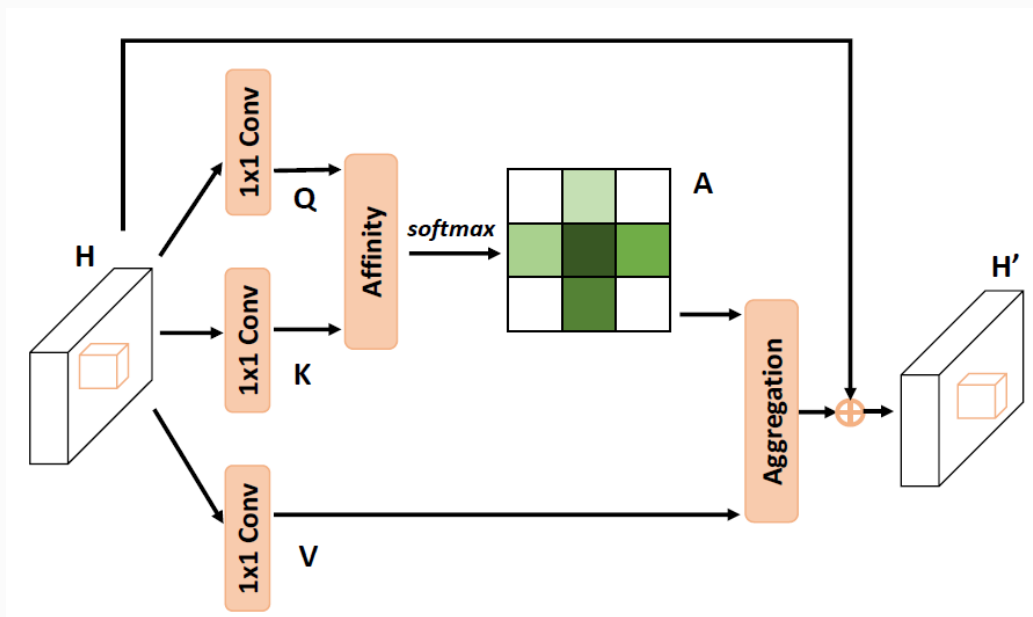 H
1x1 Conv
Q
1x1 Conv
K
1x1 Conv
V
Affinity
softmax
A
Aggregation
H’